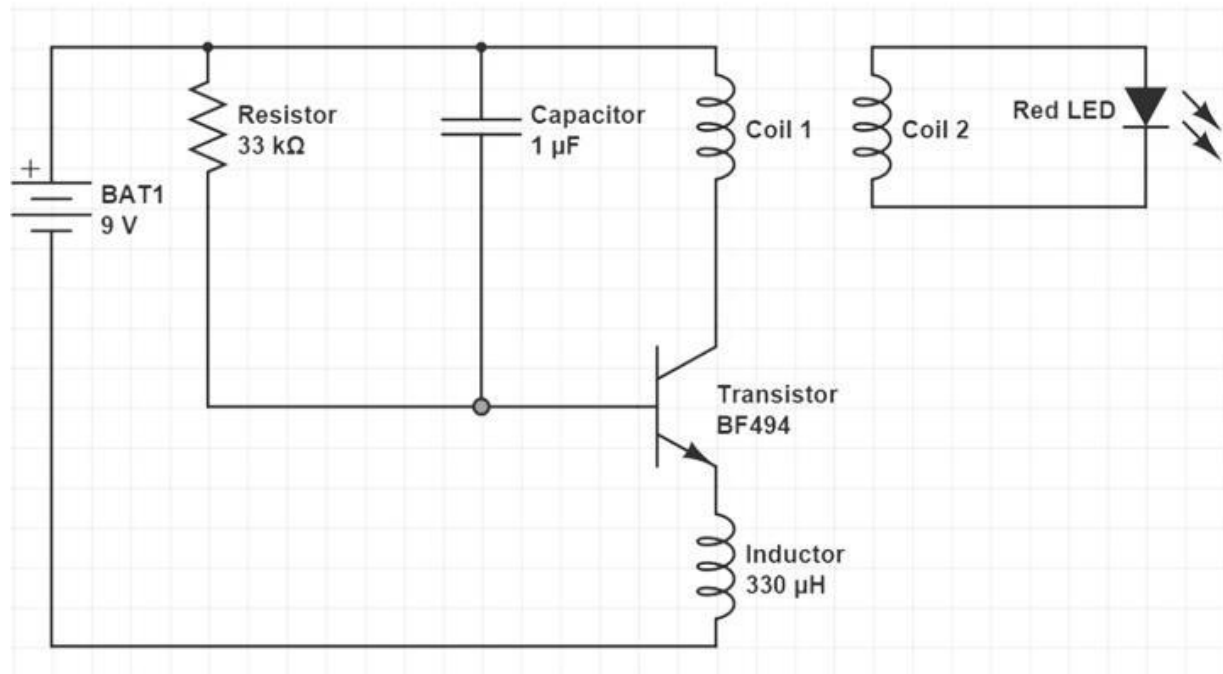 Resistor
33 kΩ
Capacitor
1 µF
Coil 1
Coil 2
Red LED
+
BAT1
9 V
Transistor
BF494
Inductor
330 µH